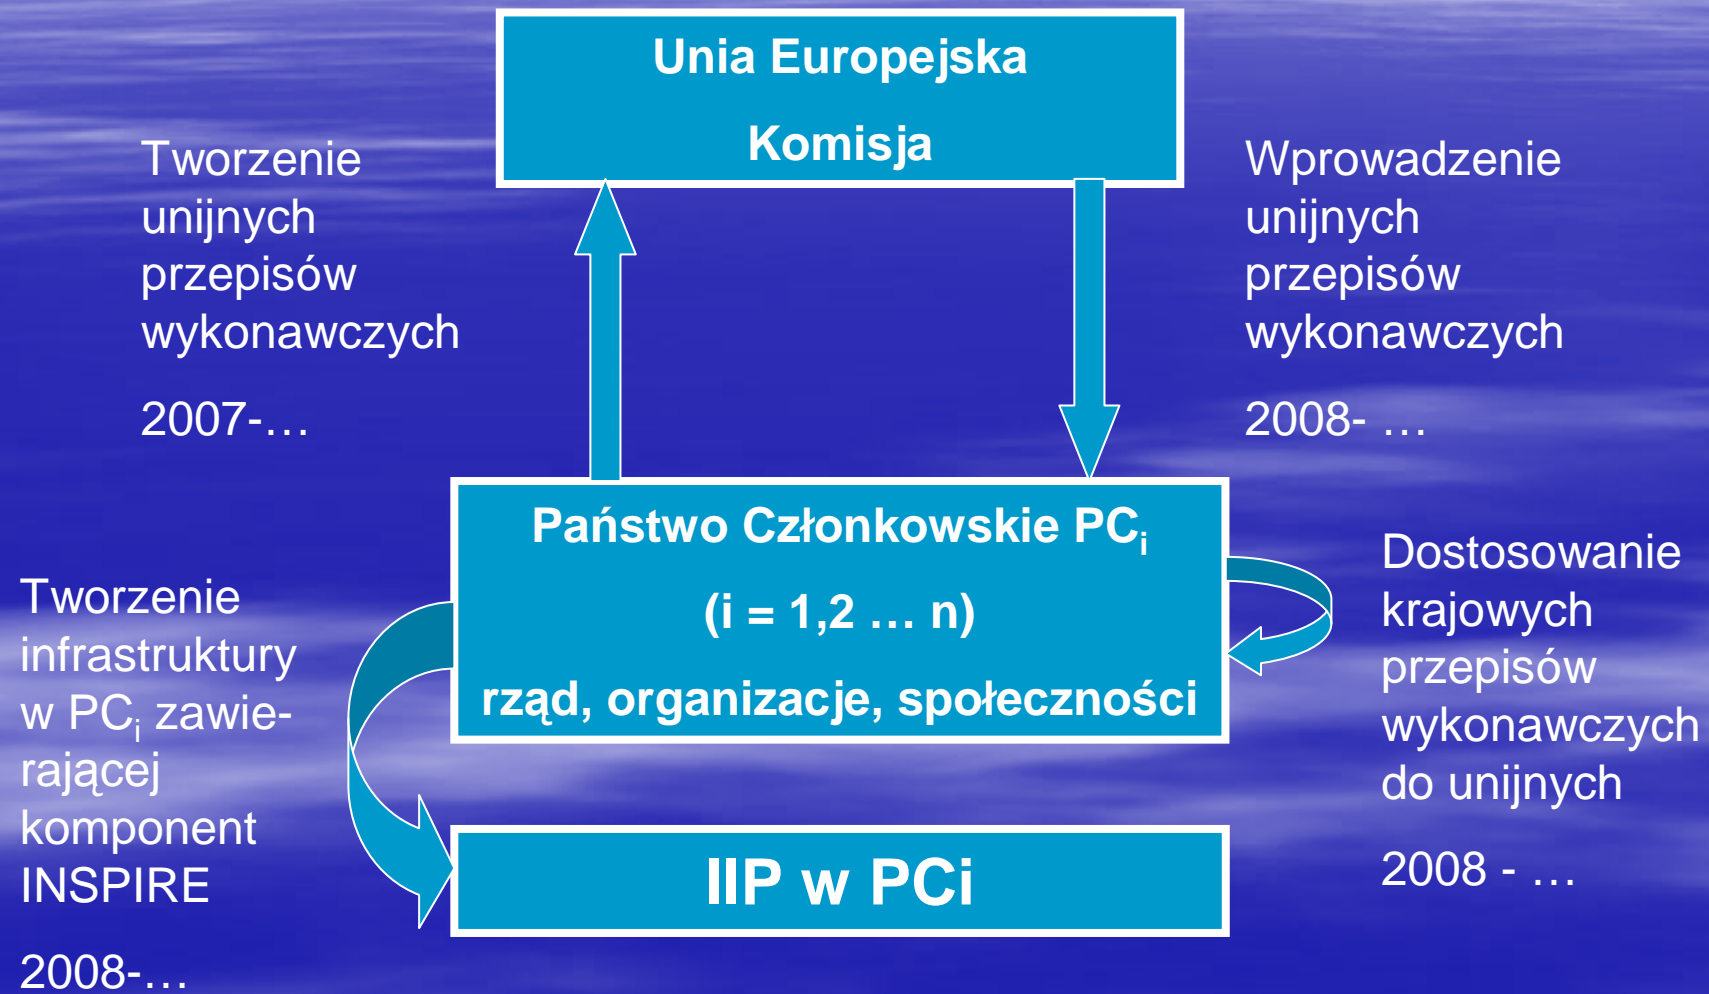 Unia Europejska
Komisja
Tworzenie
unijnych
przepisów
wykonawczych
2007-…
Wprowadzenie
unijnych
przepisów
wykonawczych
2008- …
Państwo Członkowskie PCi
(i = 1,2 … n)
rząd, organizacje, społeczności
Tworzenie
infrastruktury
w PCi zawie-
rającej
komponent
INSPIRE
2008-…
Dostosowanie
krajowych
przepisów
wykonawczych
do unijnych
2008 - …
IIP w PCi